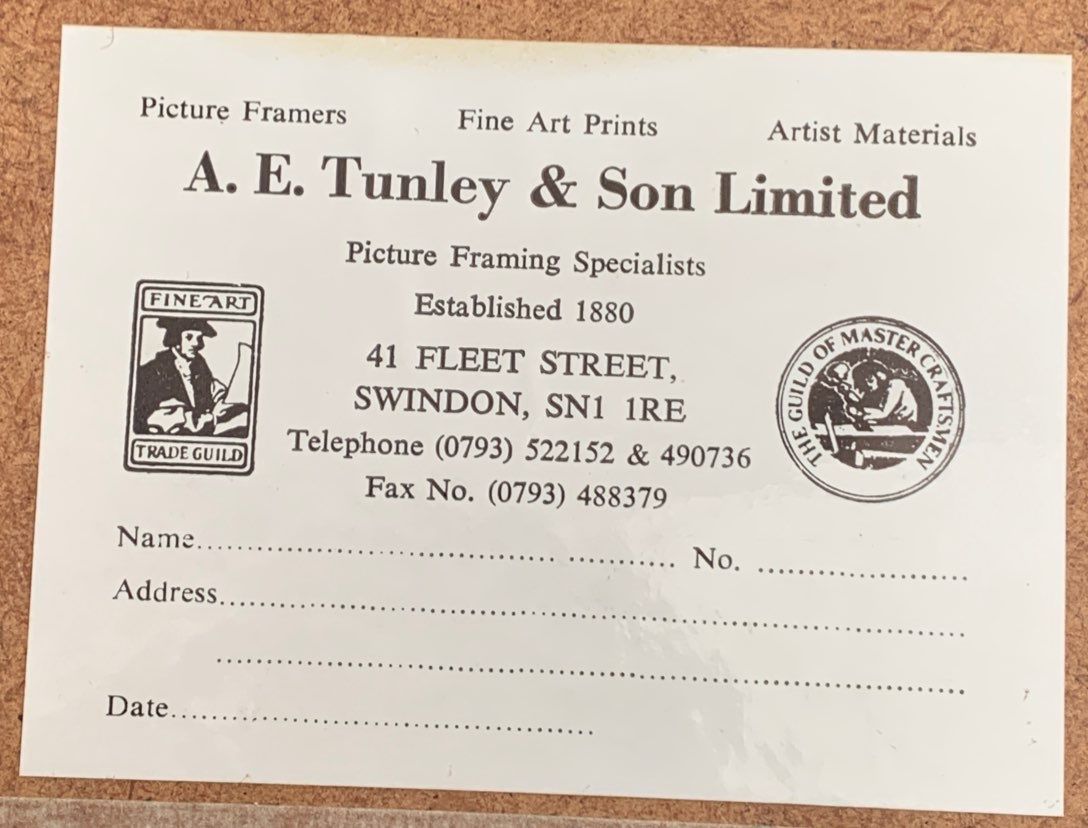 Picture Framers Fine Art Prints Artist Materials
A. E. Tunley & Son Limited
Picture Framing Specialists
Established 1880
FINE ART
TRADE GUILD
41 FLEET STREET,
SWINDON, SN1 1RE
Telephone (0793) 522152 & 490736
Fax No. (0793) 488379
THE GUILD OF MASTER CRAFTSMEN
Name.......................................................... No. .....................
Address...........................................................................
...........................................................................
Date..........................................